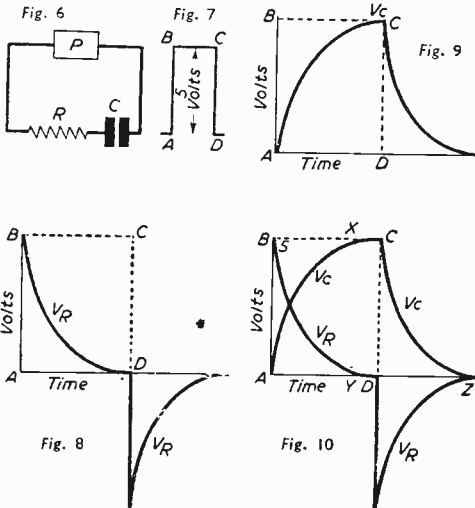 Fig. 6
P
R
C
Fig. 7
B
C
5
Volts
A
D
Vc
B
C
Fig. 9
Volts
A
Time
D
B
C
Volts
VR
A
Time
D
Fig. 8
VR
B
S
X
C
Volts
Vc
Vc
VR
A
Time
Y
D
Z
Fig. 10
VR